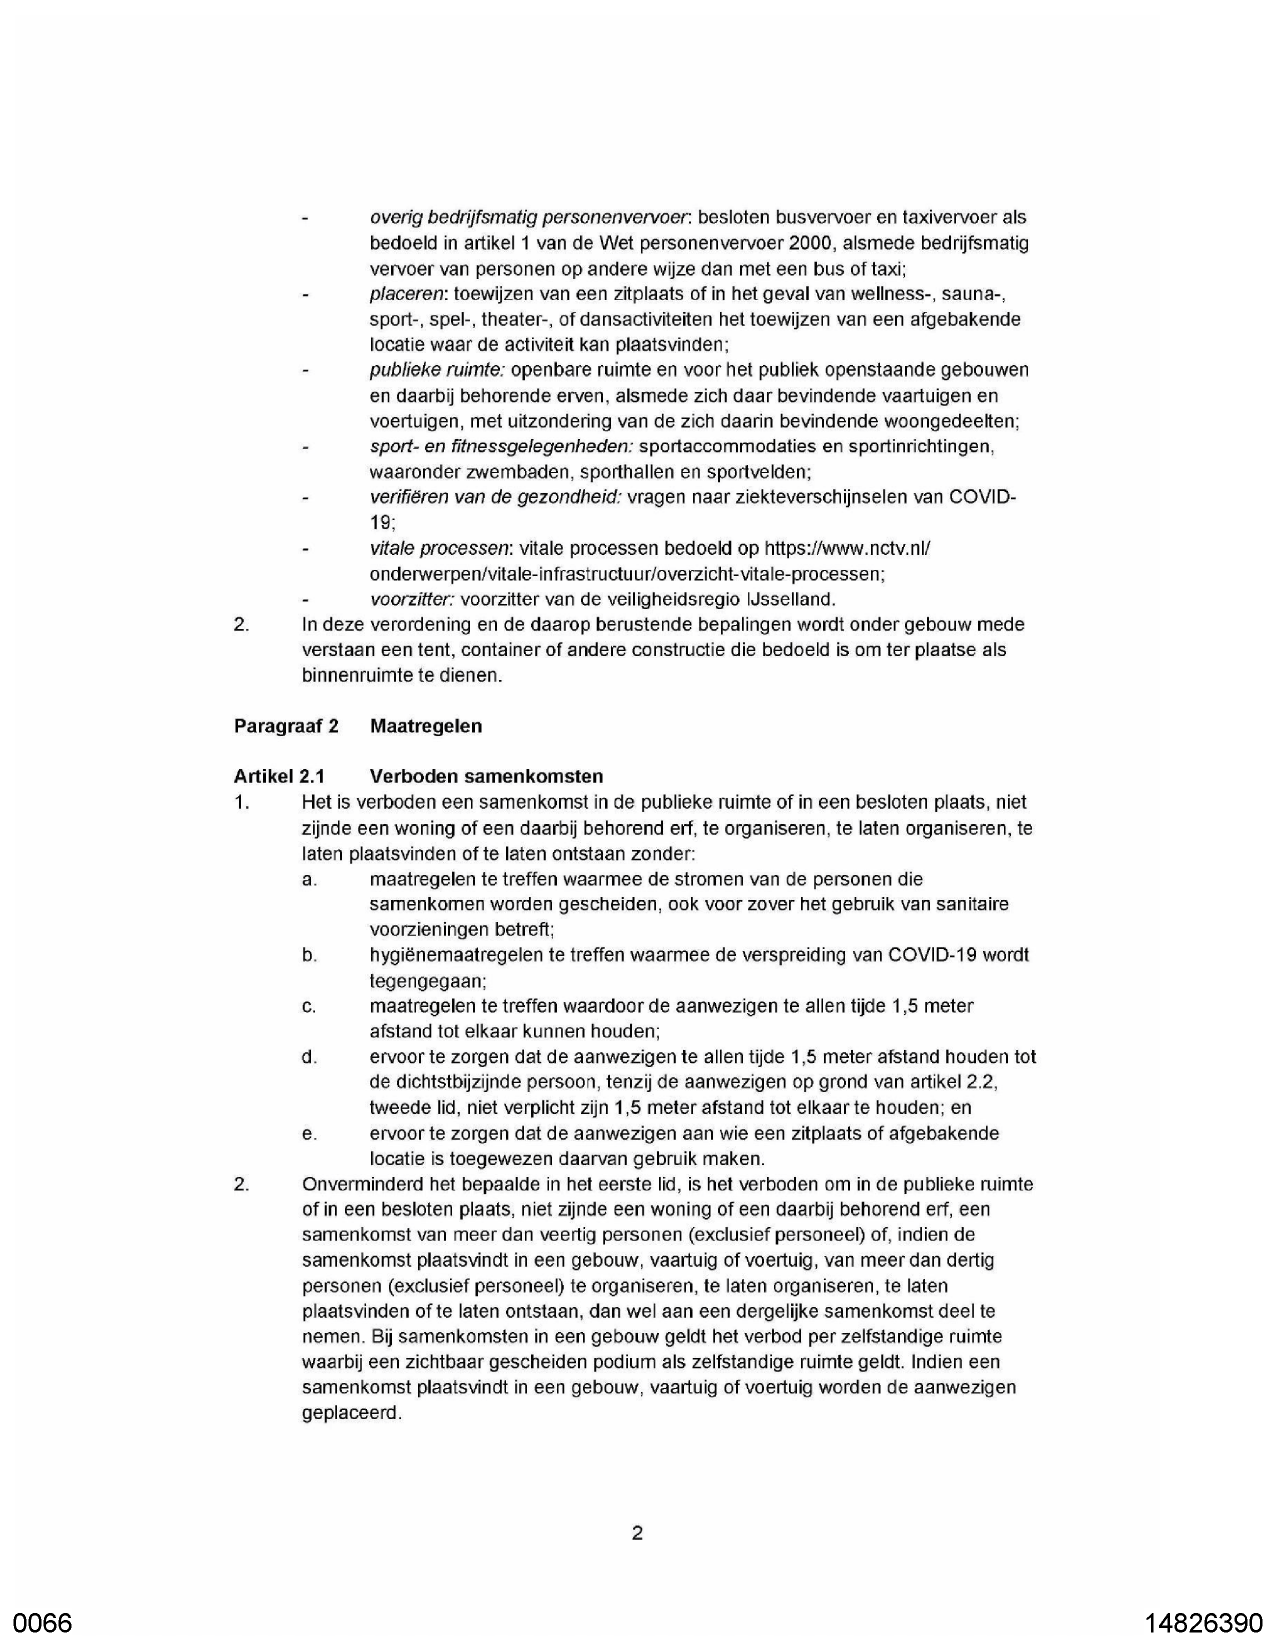 - overig bedrijfsmatig personenvervoer: besloten busvervoer en taxivervoer als
bedoeld in artikel 1 van de Wet personenvervoer 2000, alsmede bedrijfsmatig
vervoer van personen op andere wijze dan met een bus of taxi;
- placeren: toewijzen van een zitplaats of in het geval van wellness-, sauna-,
sport-, spel-, theater-, of dansactiviteiten het toewijzen van een afgebakende
locatie waar de activiteit kan plaatsvinden;
- publieke ruimte: openbare ruimte en voor het publiek openstaande gebouwen
en daarbij behorende erven, alsmede zich daar bevindende vaartuigen en
voertuigen, met uitzondering van de zich daarin bevindende woongedeelten;
- sport- en fitnessgelegenheden: sportaccommodaties en sportinrichtingen,
waaronder zwembaden, sporthallen en sportvelden;
- verifiëren van de gezondheid: vragen naar ziekteverschijnselen van COVID-
19;
- vitale processen: vitale processen bedoeld op https://www.nctv.nl/
onderwerpen/vitale-infrastructuur/overzicht-vitale-processen;
- voorzitter: voorzitter van de veiligheidsregio IJsselland.
2. In deze verordening en de daarop berustende bepalingen wordt onder gebouw mede
verstaan een tent, container of andere constructie die bedoeld is om ter plaatse als
binnenruimte te dienen.
Paragraaf 2 Maatregelen
Artikel 2.1 Verboden samenkomsten
1. Het is verboden een samenkomst in de publieke ruimte of in een besloten plaats, niet
zijnde een woning of een daarbij behorend erf, te organiseren, te laten organiseren, te
laten plaatsvinden of te laten ontstaan zonder:
a. maatregelen te treffen waarmee de stromen van de personen die
samenkomen worden gescheiden, ook voor zover het gebruik van sanitaire
voorzieningen betreft;
b. hygiënemaatregelen te treffen waarmee de verspreiding van COVID-19 wordt
tegengegaan;
c. maatregelen te treffen waardoor de aanwezigen te allen tijde 1,5 meter
afstand tot elkaar kunnen houden;
d. ervoor te zorgen dat de aanwezigen te allen tijde 1,5 meter afstand houden tot
de dichtstbijzijnde persoon, tenzij de aanwezigen op grond van artikel 2.2,
tweede lid, niet verplicht zijn 1,5 meter afstand tot elkaar te houden; en
e. ervoor te zorgen dat de aanwezigen aan wie een zitplaats of afgebakende
locatie is toegewezen daarvan gebruik maken.
2. Onverminderd het bepaalde in het eerste lid, is het verboden om in de publieke ruimte
of in een besloten plaats, niet zijnde een woning of een daarbij behorend erf, een
samenkomst van meer dan veertig personen (exclusief personeel) of, indien de
samenkomst plaatsvindt in een gebouw, vaartuig of voertuig, van meer dan dertig
personen (exclusief personeel) te organiseren, te laten organiseren, te laten
plaatsvinden of te laten ontstaan, dan wel aan een dergelijke samenkomst deel te
nemen. Bij samenkomsten in een gebouw geldt het verbod per zelfstandige ruimte
waarbij een zichtbaar gescheiden podium als zelfstandige ruimte geldt. Indien een
samenkomst plaatsvindt in een gebouw, vaartuig of voertuig worden de aanwezigen
geplaceerd.
2
0066 14826390